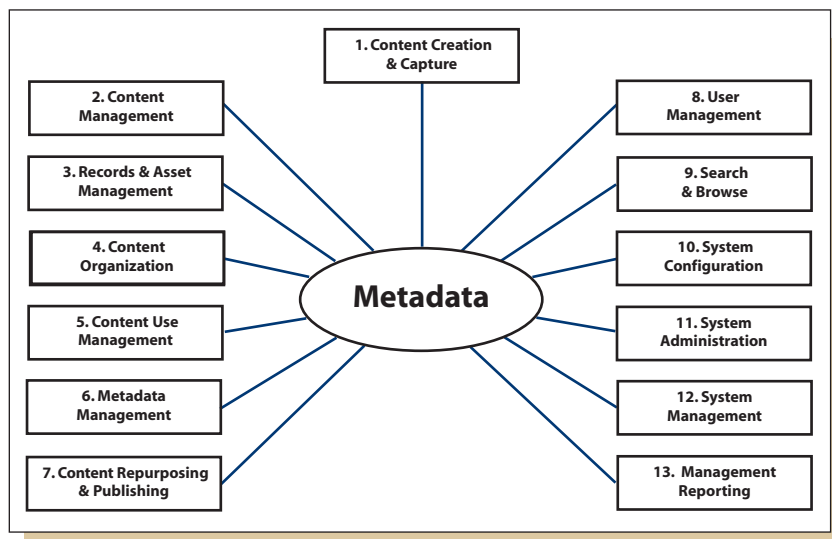 1. Content Creation
& Capture
2. Content
Management
3. Records & Asset
Management
4. Content
Organization
5. Content Use
Management
6. Metadata
Management
7. Content Repurposing
& Publishing
Metadata
8. User
Management
9. Search
& Browse
10. System
Configuration
11. System
Administration
12. System
Management
13. Management
Reporting